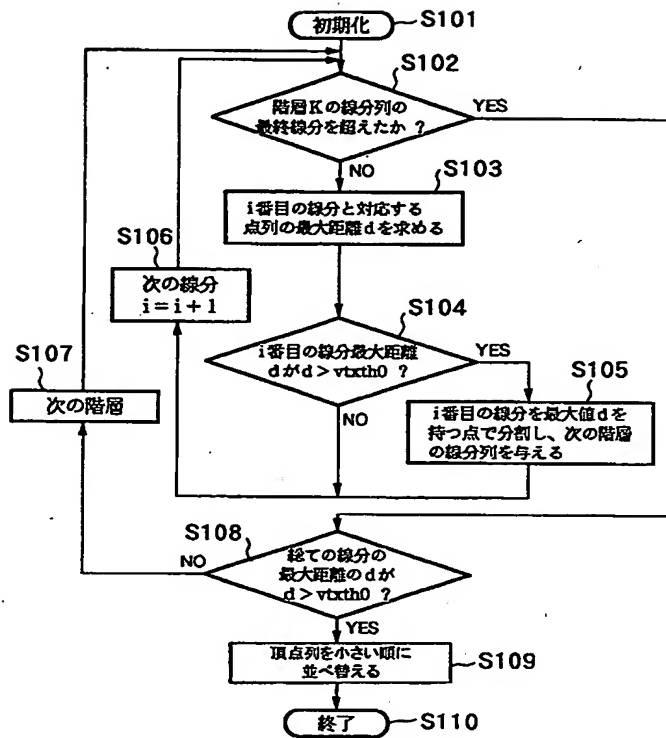 初期化
S101
S102
階層Kの線分列の
最終線分を超えたか ?
YES
NO
S103
i番目の線分と対応する
点列の最大距離dを求める
S106
次の線分
i=i+1
S104
i番目の線分最大距離
dがd>vtxth0 ?
YES
NO
S107
次の階層
S105
i番目の線分を最大値dを
持つ点で分割し、次の階層
の線分列を与える
S108
NO
総ての線分の
最大距離のdが
d>vtxth0 ?
YES
頂点列を小さい順に
並べ替える
S109
終了
S110